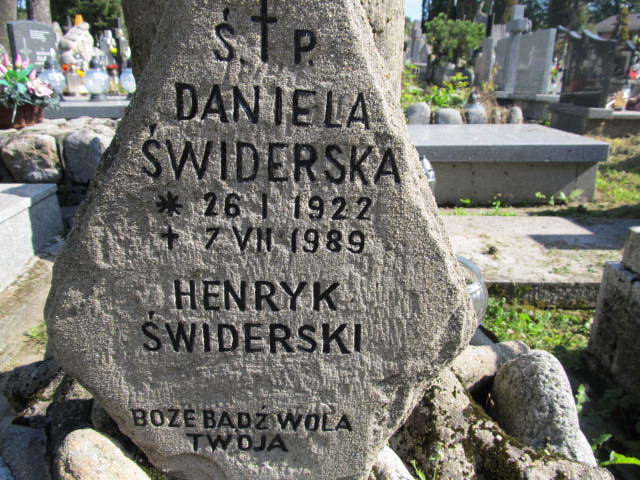 Ś. P.
DANIELA
ŚWIDERSKA
* 26 I 1922
+ 7 VII 1989
HENRYK
ŚWIDERSKI
BOŻE BĄDŹ WOLA
TWOJA